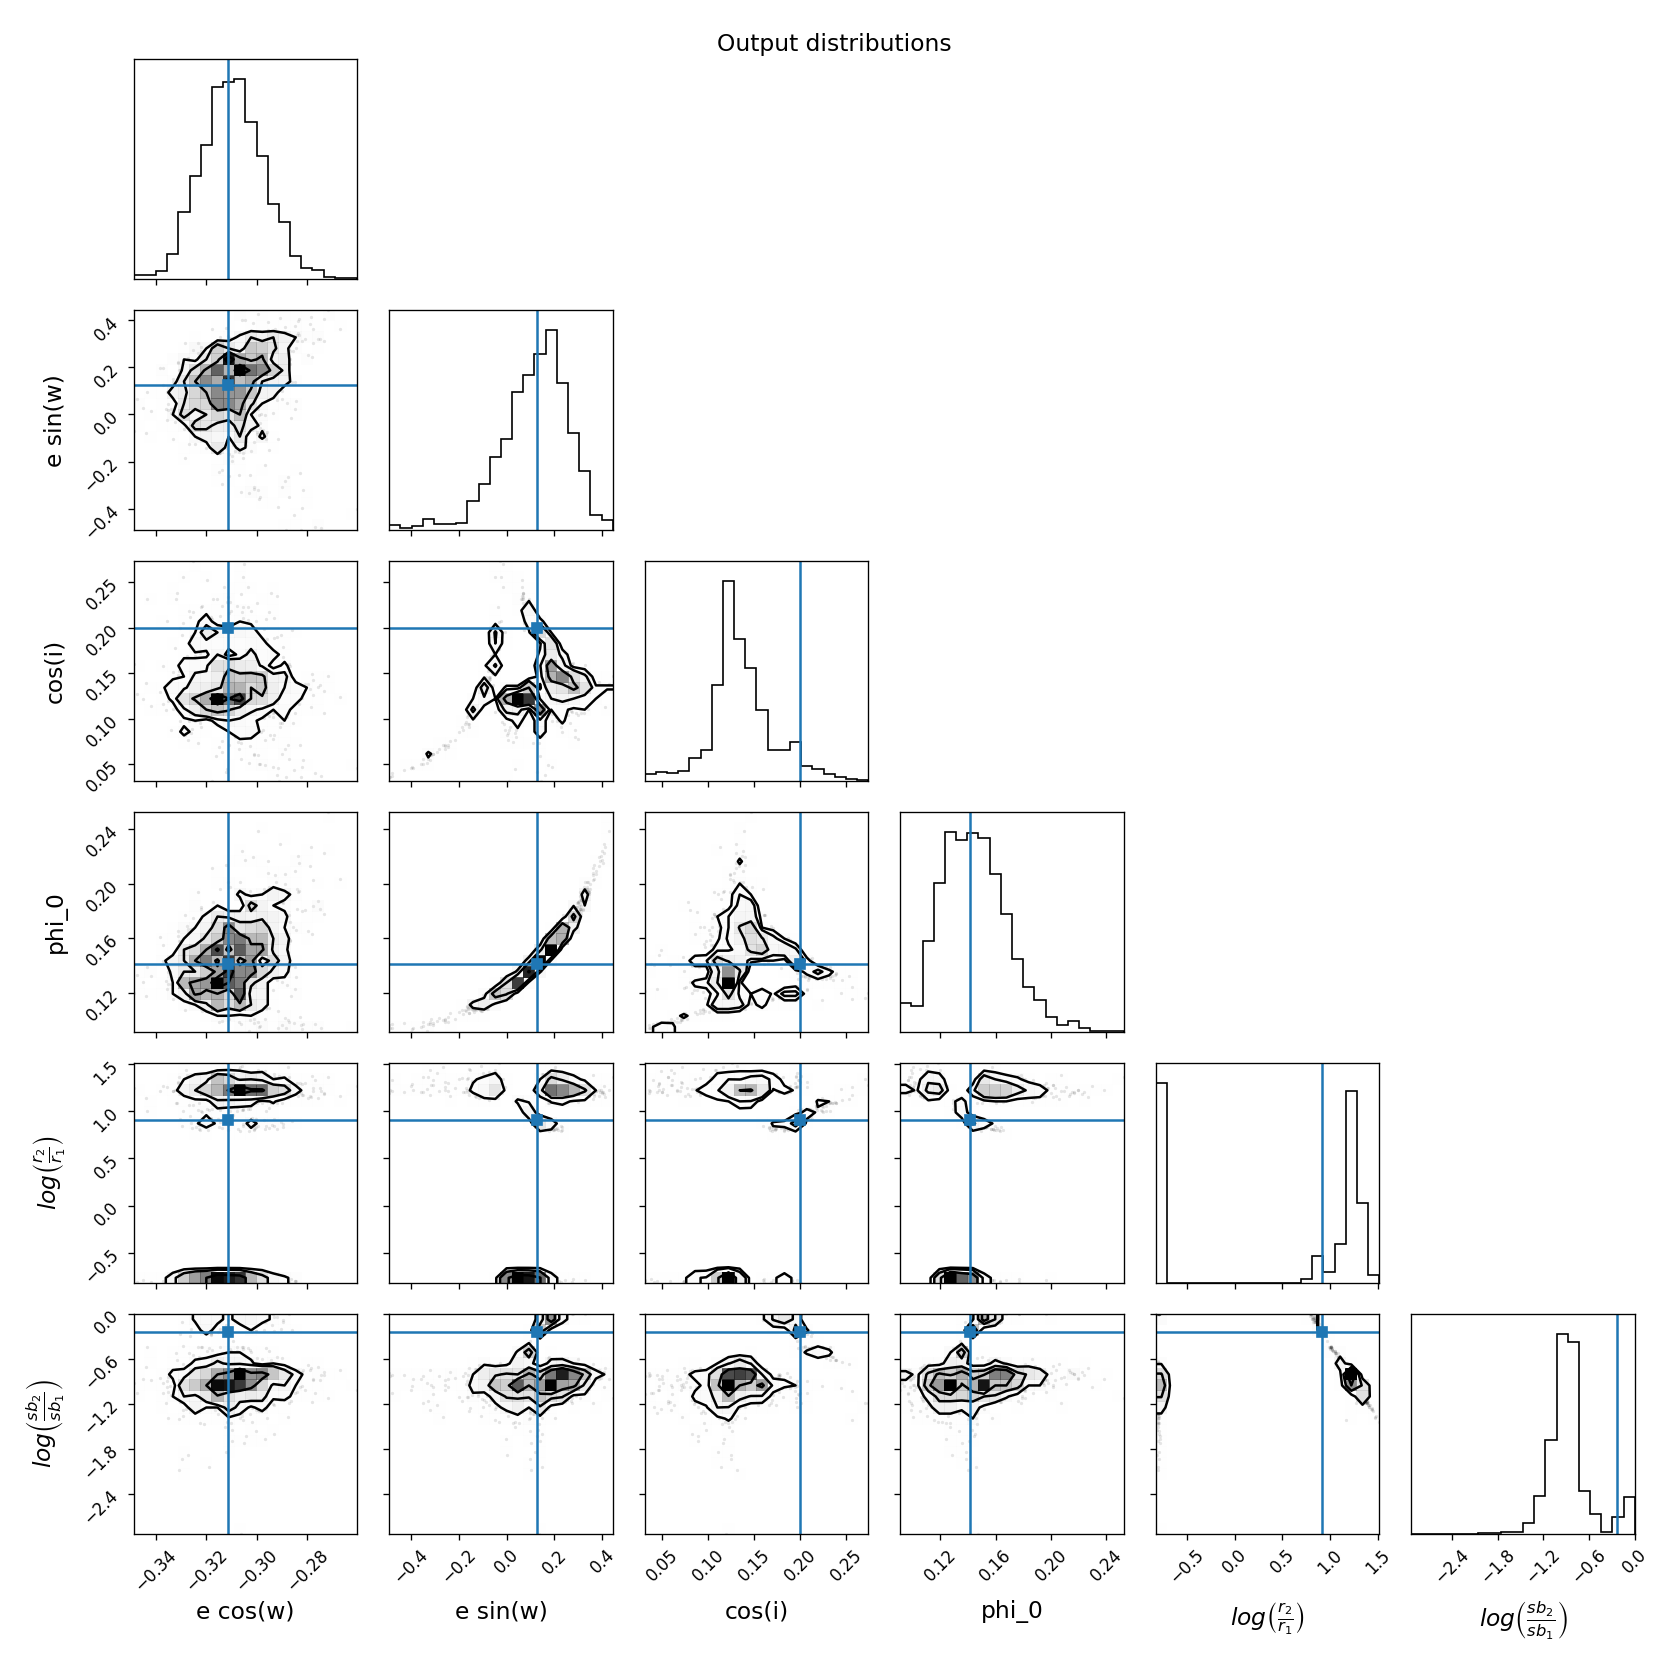 Output distributions
e sin(w)
0.4
0.2
0.0
−0.2
−0.4
cos(i)
0.25
0.20
0.15
0.10
0.05
phi_0
0.24
0.20
0.16
0.12
log(r₂/r₁)
1.5
1.0
0.5
0.0
−0.5
log(sb₂/sb₁)
0.0
−0.6
−1.2
−1.8
−2.4
−0.34 −0.32 −0.30 −0.28
−0.4 −0.2 0.0 0.2 0.4
0.05 0.10 0.15 0.20 0.25
0.12 0.16 0.20 0.24
−0.5 0.0 0.5 1.0 1.5
−2.4 −1.8 −1.2 −0.6 0.0
e cos(w)
e sin(w)
cos(i)
phi_0
log(r₂/r₁)
log(sb₂/sb₁)